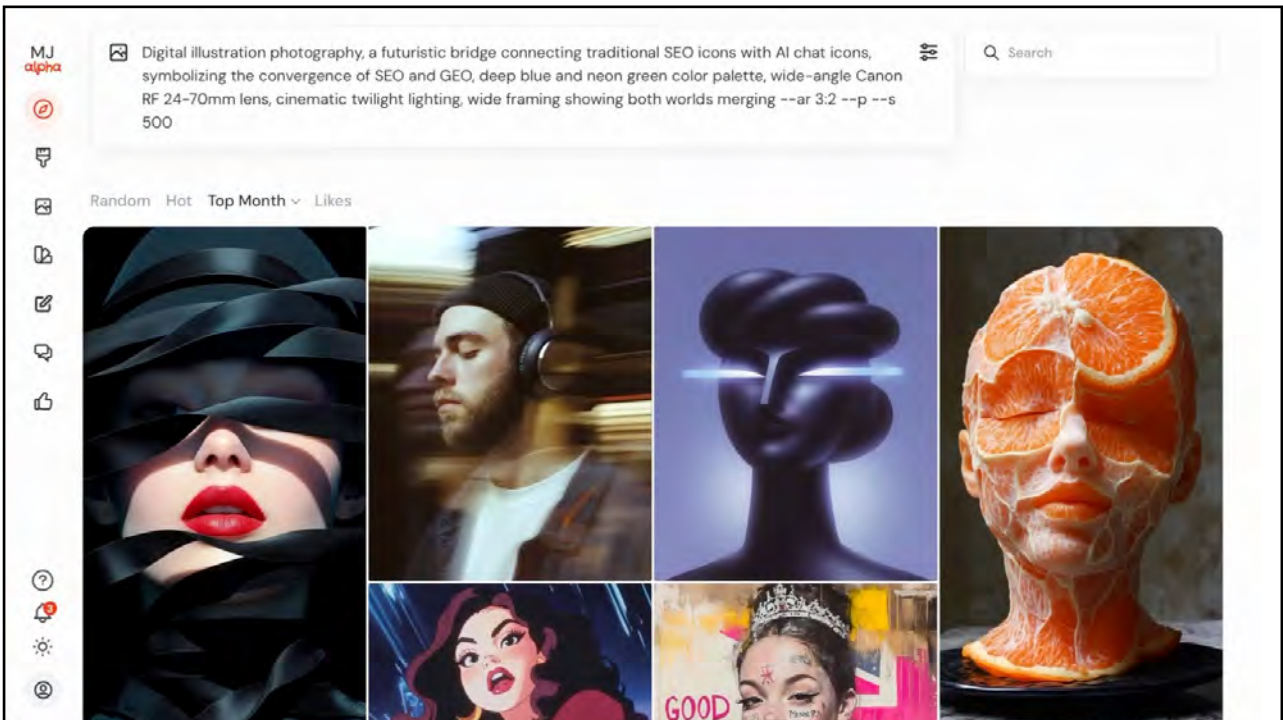 MJ
alpha
Digital illustration photography, a futuristic bridge connecting traditional SEO icons with AI chat icons,
symbolizing the convergence of SEO and GEO, deep blue and neon green color palette, wide-angle Canon
RF 24-70mm lens, cinematic twilight lighting, wide framing showing both worlds merging --ar 3:2 --p --s
500
Search
Random Hot Top Month Likes
3
GOOD